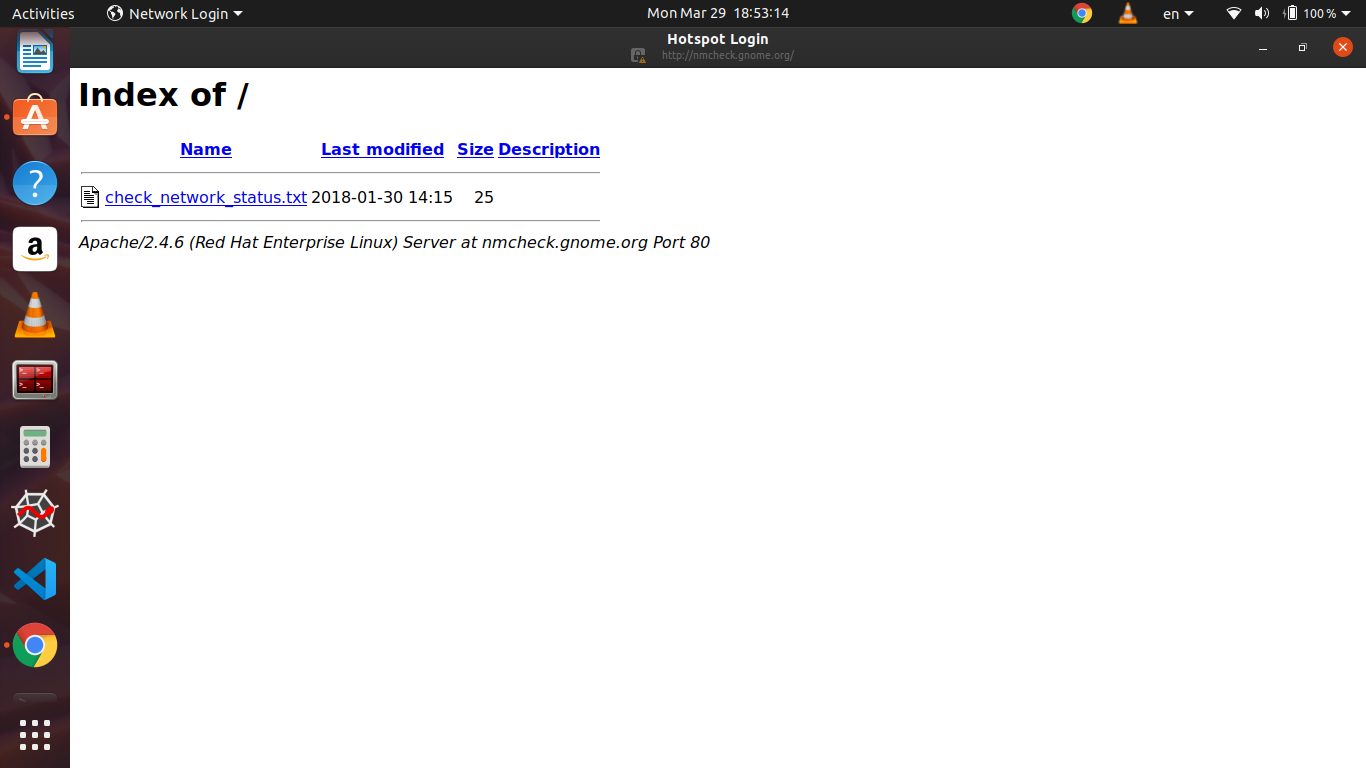 Activities Network Login Mon Mar 29 18:53:14 en 100 %
Hotspot Login
http://nmcheck.gnome.org/
Index of /
Name Last modified Size Description
check_network_status.txt 2018-01-30 14:15 25
Apache/2.4.6 (Red Hat Enterprise Linux) Server at nmcheck.gnome.org Port 80